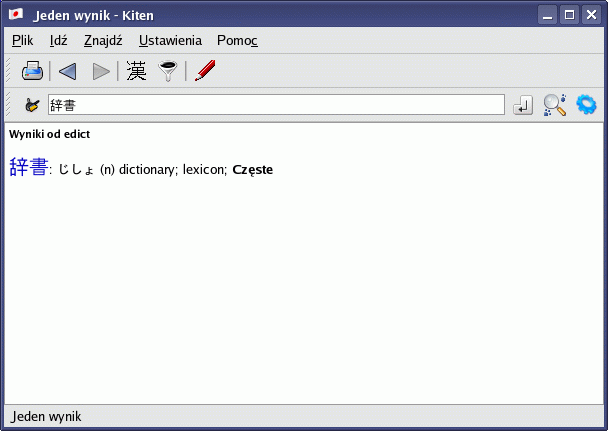 Jeden wynik - Kiten
Plik Idź Znajdź Ustawienia Pomoc
漢
辞書
Wyniki od edict
辞書: じしょ (n) dictionary; lexicon; Częste
Jeden wynik